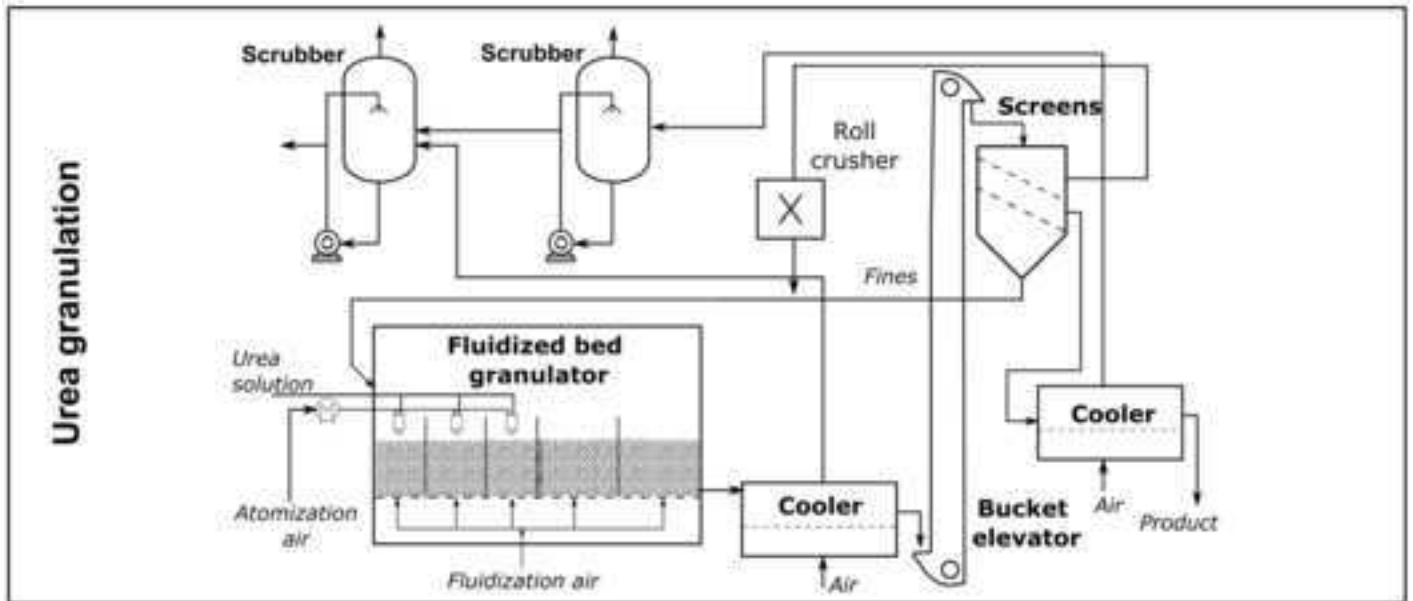 Urea granulation
Scrubber
Scrubber
Screens
Roll
crusher
Fines
Fluidized bed
granulator
Urea
solution
Atomization
air
Fluidization air
Cooler
Air
Bucket
elevator
Cooler
Air
Product